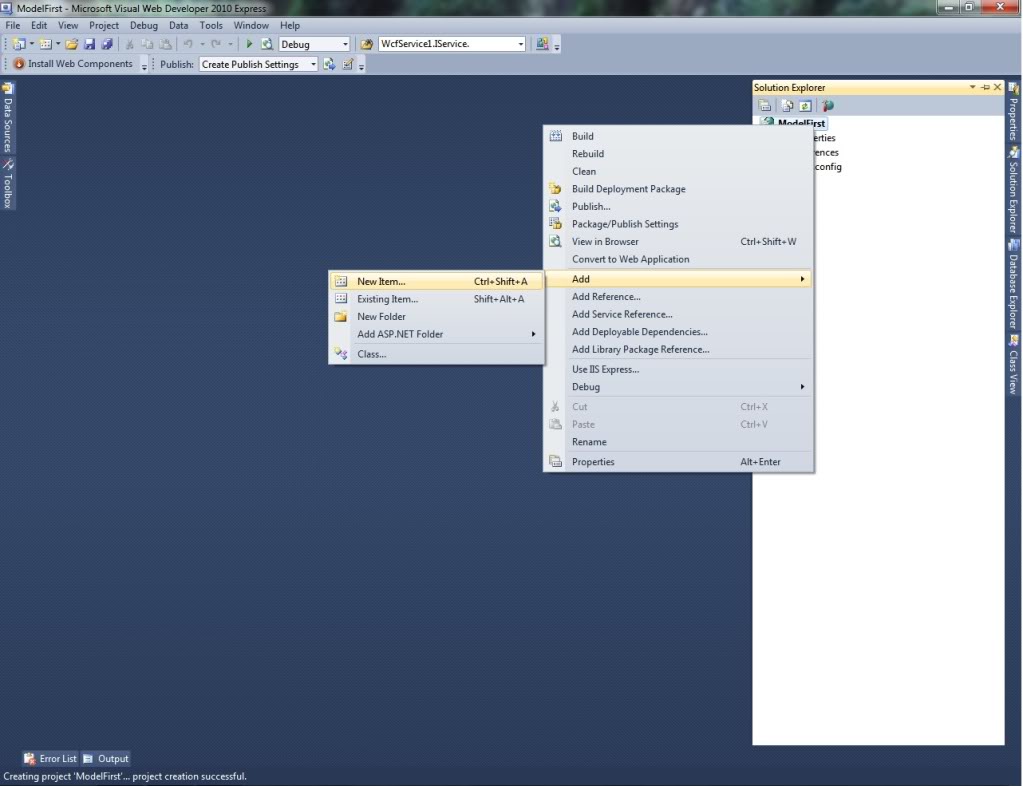 ModelFirst - Microsoft Visual Web Developer 2010 Express
File Edit View Project Debug Data Tools Window Help
Debug WcfService1.IService.
Install Web Components Publish: Create Publish Settings
Data Sources
Toolbox
Solution Explorer
ModelFirst
erties
ences
config
Build
Rebuild
Clean
Build Deployment Package
Publish...
Package/Publish Settings
View in Browser Ctrl+Shift+W
Convert to Web Application
Add
Add Reference...
Add Service Reference...
Add Deployable Dependencies...
Add Library Package Reference...
Use IIS Express...
Debug
Cut Ctrl+X
Paste Ctrl+V
Rename
Properties Alt+Enter
New Item... Ctrl+Shift+A
Existing Item... Shift+Alt+A
New Folder
Add ASP.NET Folder
Class...
Properties
Solution Explorer
Database Explorer
Class View
Error List Output
Creating project 'ModelFirst'... project creation successful.